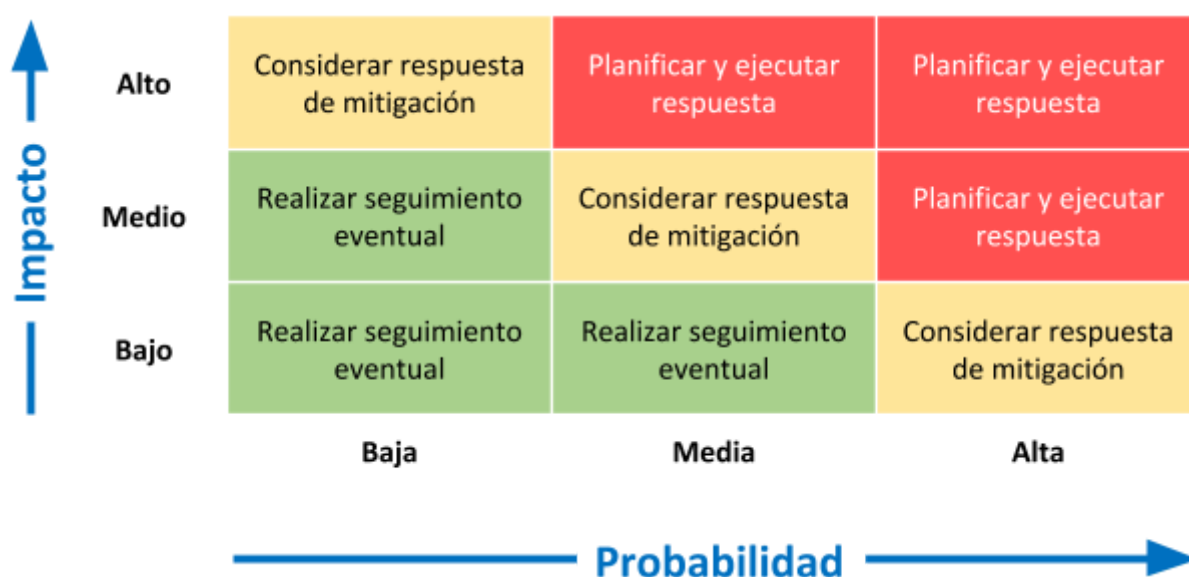 Impacto
Alto
Considerar respuesta
de mitigación
Planificar y ejecutar
respuesta
Planificar y ejecutar
respuesta
Medio
Realizar seguimiento
eventual
Considerar respuesta
de mitigación
Planificar y ejecutar
respuesta
Bajo
Realizar seguimiento
eventual
Realizar seguimiento
eventual
Considerar respuesta
de mitigación
Baja
Media
Alta
Probabilidad